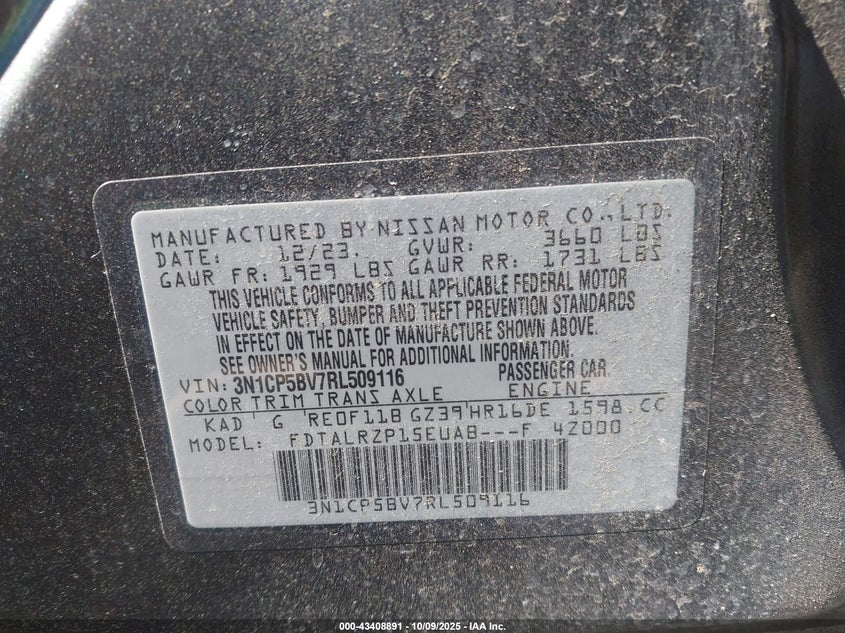 MANUFACTURED BY NISSAN MOTOR CO., LTD.
DATE: 12/23. GVWR: 3660 LBS
GAWR FR: 1929 LBS GAWR RR: 1731 LBS
THIS VEHICLE CONFORMS TO ALL APPLICABLE FEDERAL MOTOR
VEHICLE SAFETY, BUMPER AND THEFT PREVENTION STANDARDS
IN EFFECT ON THE DATE OF MANUFACTURE SHOWN ABOVE.
SEE OWNER'S MANUAL FOR ADDITIONAL INFORMATION.
VIN: 3N1CP5BV7RL509116 PASSENGER CAR.
COLOR TRIM TRANS AXLE ENGINE
KAD G RE0F11B GZ39 HR16DE 1598 CC
MODEL: FDTALRZP15EUAB---F 42000
3N1CP5BV7RL509116
000-43408891 - 10/09/2025 - IAA Inc.